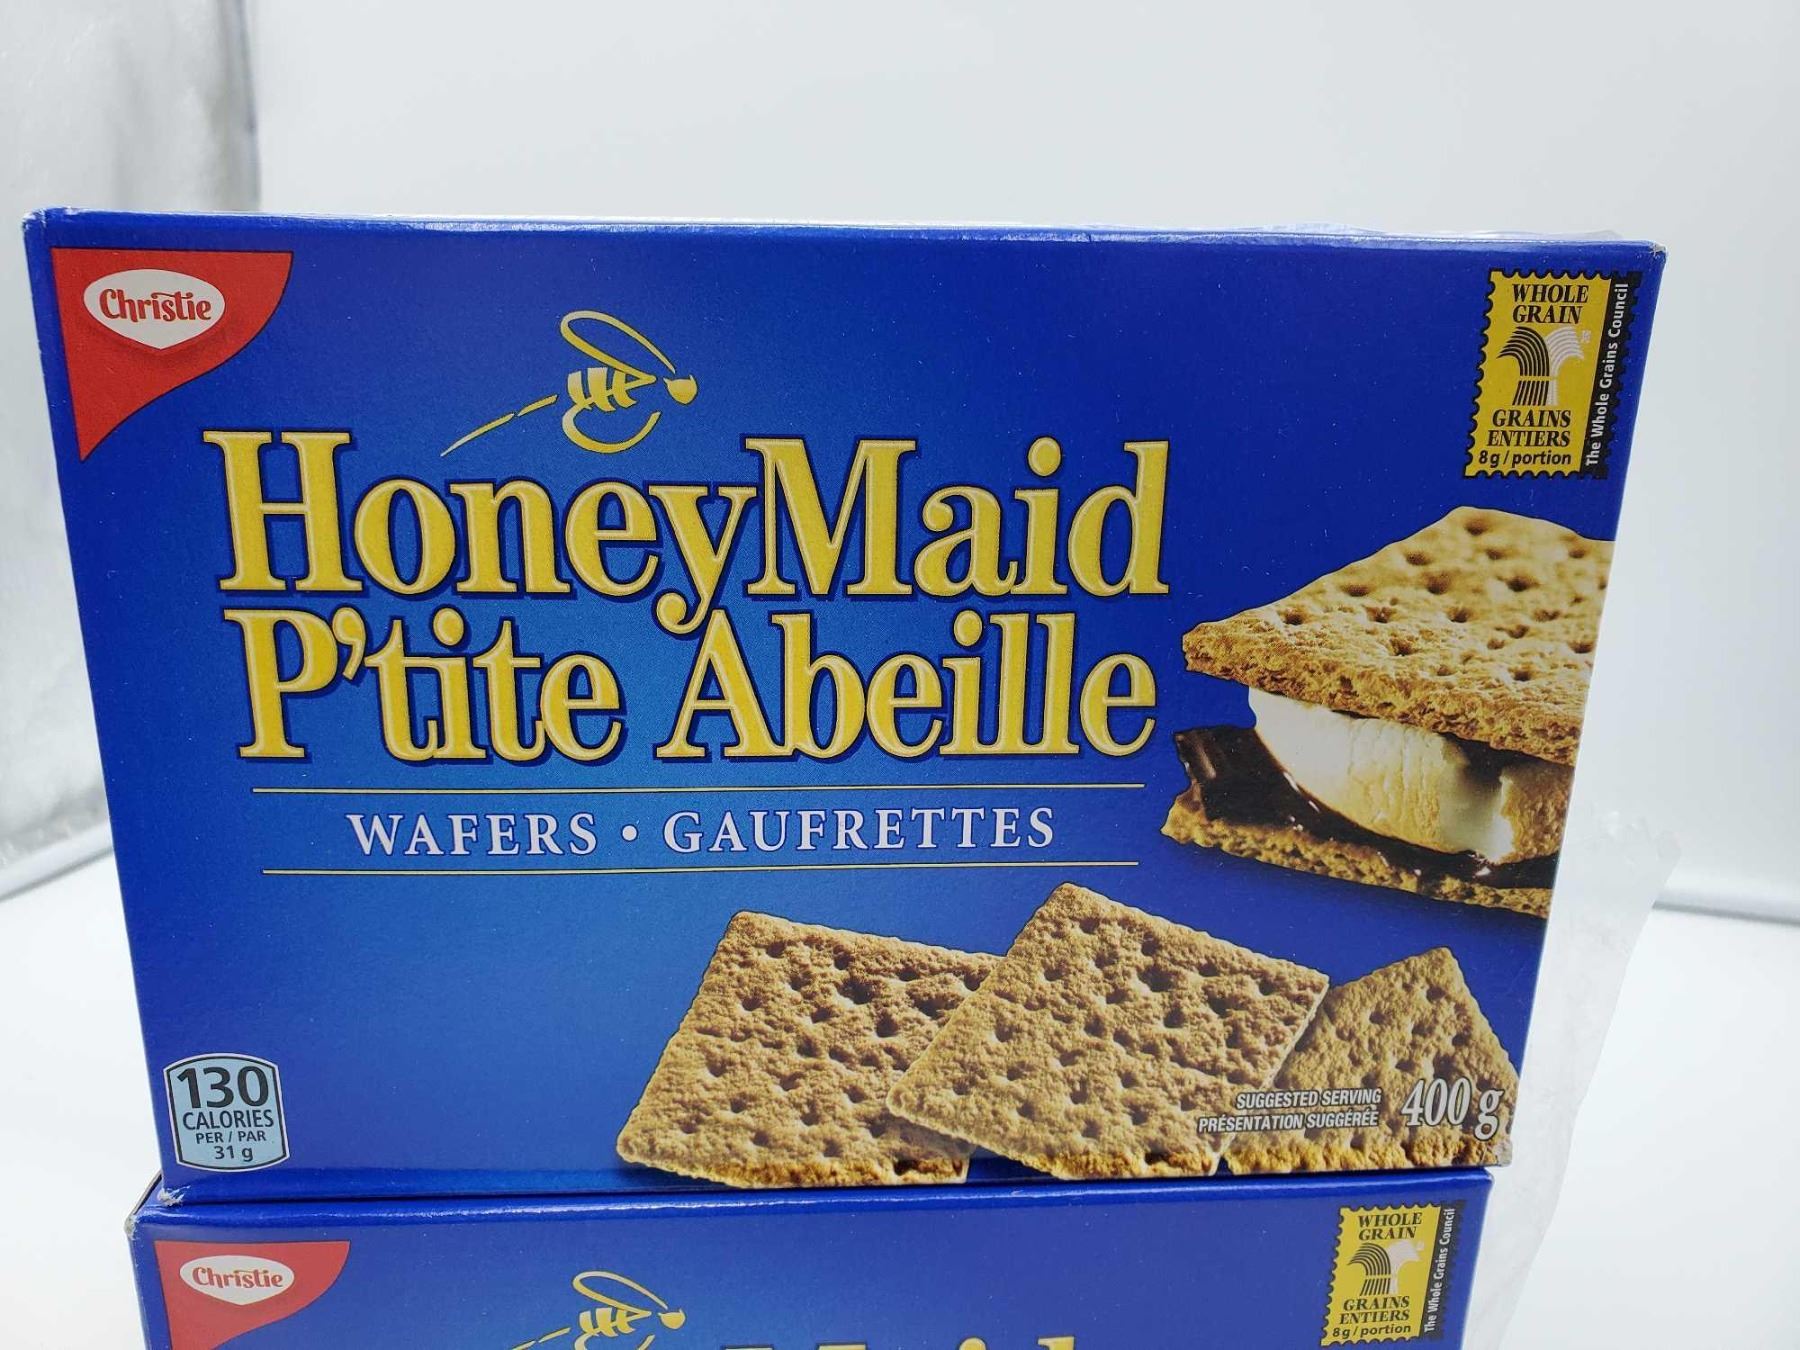 Christie
WHOLE
GRAIN
GRAINS
ENTIERS
8g/portion
The Whole Grains Council
HoneyMaid
P'tite Abeille
WAFERS • GAUFRETTES
130
CALORIES
PER / PAR
31 g
SUGGESTED SERVING
PRÉSENTATION SUGGÉRÉE
400 g
Christie
WHOLE
GRAIN
GRAINS
ENTIERS
8g/portion
The Whole Grains Council